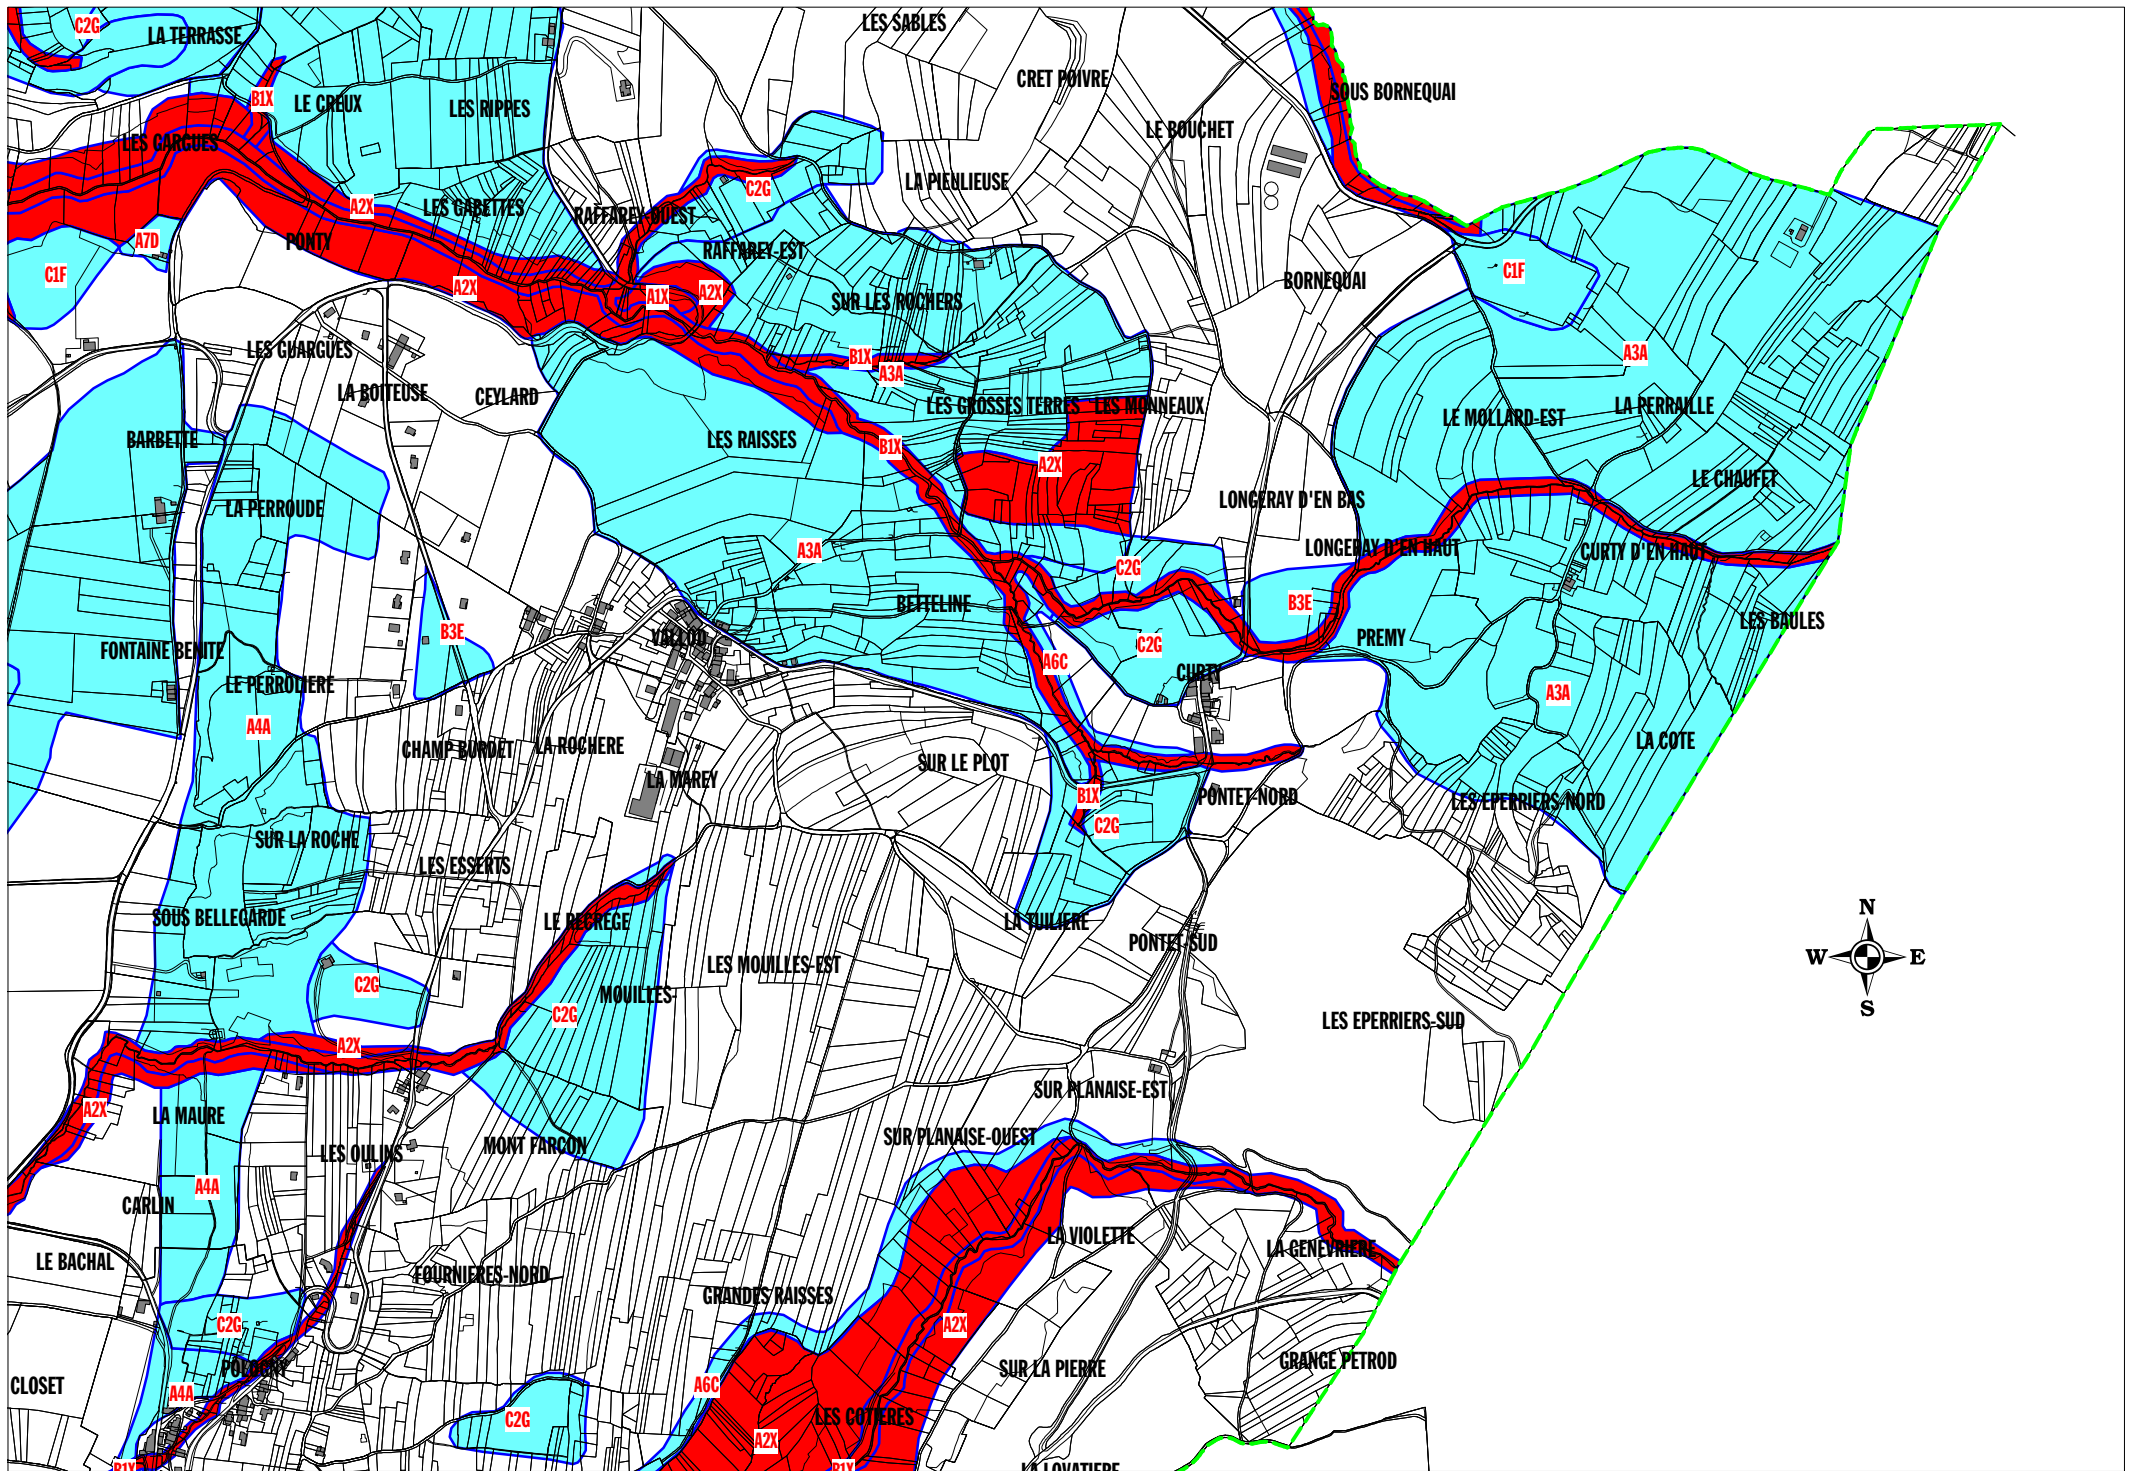 LES SABLES
C2G
LA TERRASSE
CRET POIVRE
SOUS BORNEQUAI
B1X
LE CREUX
LES RIPPES
LE BOUCHET
LES GARGUES
LA PIEULIEUSE
C2G
A2X
LES GABETTES
RAFFAREY-OUEST
A7D
PONTY
RAFFAREY-EST
C1F
C1F
BORNEQUAI
A2X
A1X
A2X
SUR LES ROCHERS
LES GUARGUES
B1X
A3A
A3A
LA BOITEUSE
CEYLARD
LES GROSSES TERRES
LES MONNEAUX
LA PERRAILLE
LE MOLLARD-EST
BARBETTE
LES RAISSES
B1X
A2X
LE CHAUFET
LONGERAY D'EN BAS
LA PERROUDE
A3A
LONGERAY D'EN HAUT
CURTY D'EN HAUT
C2G
BETTELINE
B3E
LES BAULES
B3E
VALLOD
PREMY
C2G
FONTAINE BENITE
A6C
CURTY
LE PERROLIERE
A3A
A4A
LA COTE
CHAMP BURDET
LA ROCHERE
SUR LE PLOT
LA MAREY
B1X
PONTET-NORD
LES EPERRIERS-NORD
C2G
SUR LA ROCHE
LES ESSERTS
SOUS BELLEGARDE
LE REGREGE
LA TUILIERE
N
PONTET-SUD
W
E
LES MOUILLES-EST
C2G
MOUILLES-
S
C2G
LES EPERRIERS-SUD
A2X
SUR PLANAISE-EST
A2X
LA MAURE
SUR PLANAISE-OUEST
MONT FARCON
LES OULINS
A4A
CARLIN
LA VIOLETTE
LA GENEVRIERE
LE BACHAL
FOURNIERES-NORD
GRANDES RAISSES
C2G
A2X
GRANGE PETROD
POUGNY
SUR LA PIERRE
CLOSET
A6C
A4A
C2G
LES COTIERES
A2X
B1X
B1X
LA LOVATIERE